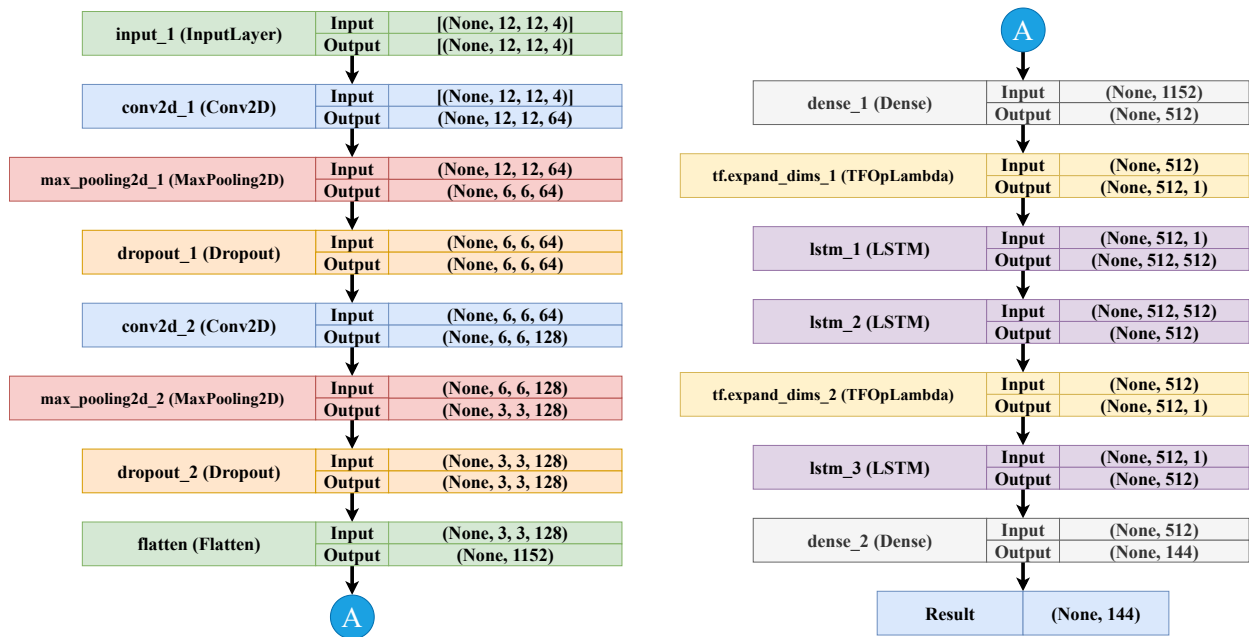 input_1 (InputLayer)
Input
[(None, 12, 12, 4)]
Output
[(None, 12, 12, 4)]
conv2d_1 (Conv2D)
Input
[(None, 12, 12, 4)]
Output
(None, 12, 12, 64)
max_pooling2d_1 (MaxPooling2D)
Input
(None, 12, 12, 64)
Output
(None, 6, 6, 64)
dropout_1 (Dropout)
Input
(None, 6, 6, 64)
Output
(None, 6, 6, 64)
conv2d_2 (Conv2D)
Input
(None, 6, 6, 64)
Output
(None, 6, 6, 128)
max_pooling2d_2 (MaxPooling2D)
Input
(None, 6, 6, 128)
Output
(None, 3, 3, 128)
dropout_2 (Dropout)
Input
(None, 3, 3, 128)
Output
(None, 3, 3, 128)
flatten (Flatten)
Input
(None, 3, 3, 128)
Output
(None, 1152)
A
A
dense_1 (Dense)
Input
(None, 1152)
Output
(None, 512)
tf.expand_dims_1 (TFOpLambda)
Input
(None, 512)
Output
(None, 512, 1)
lstm_1 (LSTM)
Input
(None, 512, 1)
Output
(None, 512, 512)
lstm_2 (LSTM)
Input
(None, 512, 512)
Output
(None, 512)
tf.expand_dims_2 (TFOpLambda)
Input
(None, 512)
Output
(None, 512, 1)
lstm_3 (LSTM)
Input
(None, 512, 1)
Output
(None, 512)
dense_2 (Dense)
Input
(None, 512)
Output
(None, 144)
Result
(None, 144)